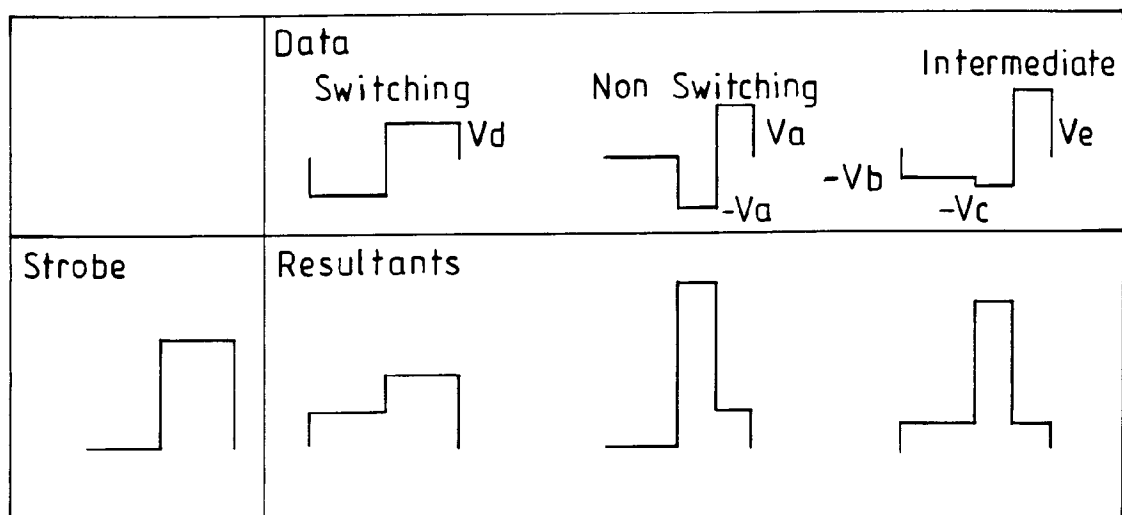 Data
Switching
Non Switching
Intermediate
Vd
Va
-Va
-Vb
-Vc
Ve
Strobe
Resultants